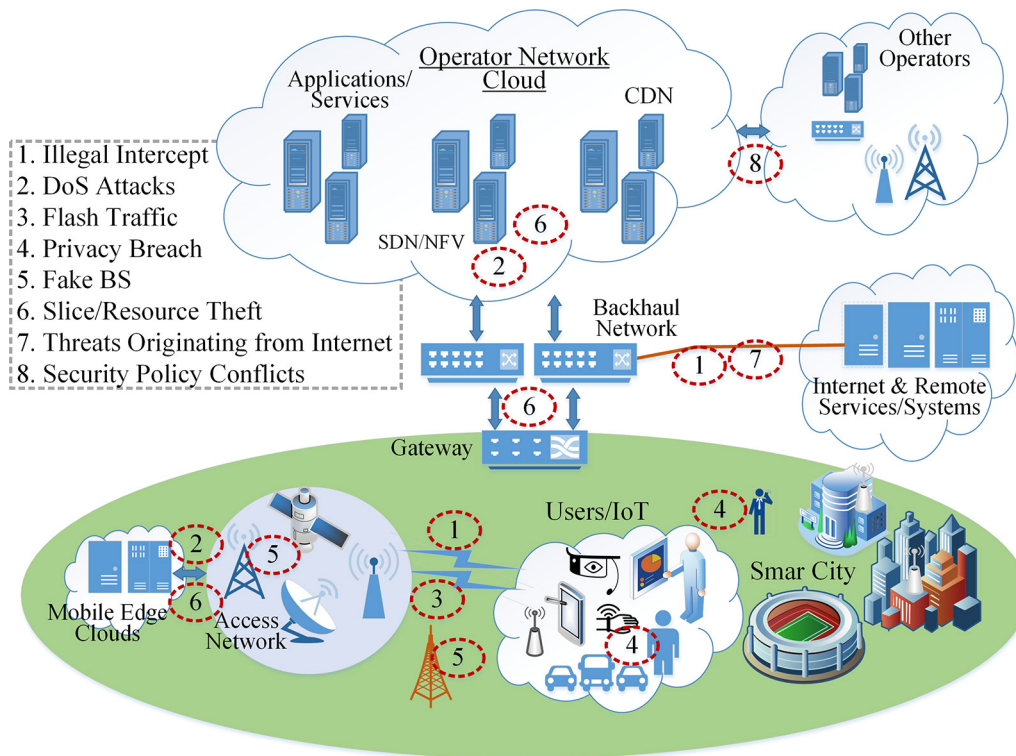 Operator Network
Cloud
Applications/
Services
CDN
Other
Operators
8
1. Illegal Intercept
2. DoS Attacks
3. Flash Traffic
4. Privacy Breach
5. Fake BS
6. Slice/Resource Theft
7. Threats Originating from Internet
8. Security Policy Conflicts
6
SDN/NFV
2
Backhaul
Network
1
7
Internet & Remote
Services/Systems
6
Gateway
Users/IoT
4
1
2
5
Smar City
3
6
Mobile Edge
Clouds
Access
Network
4
5